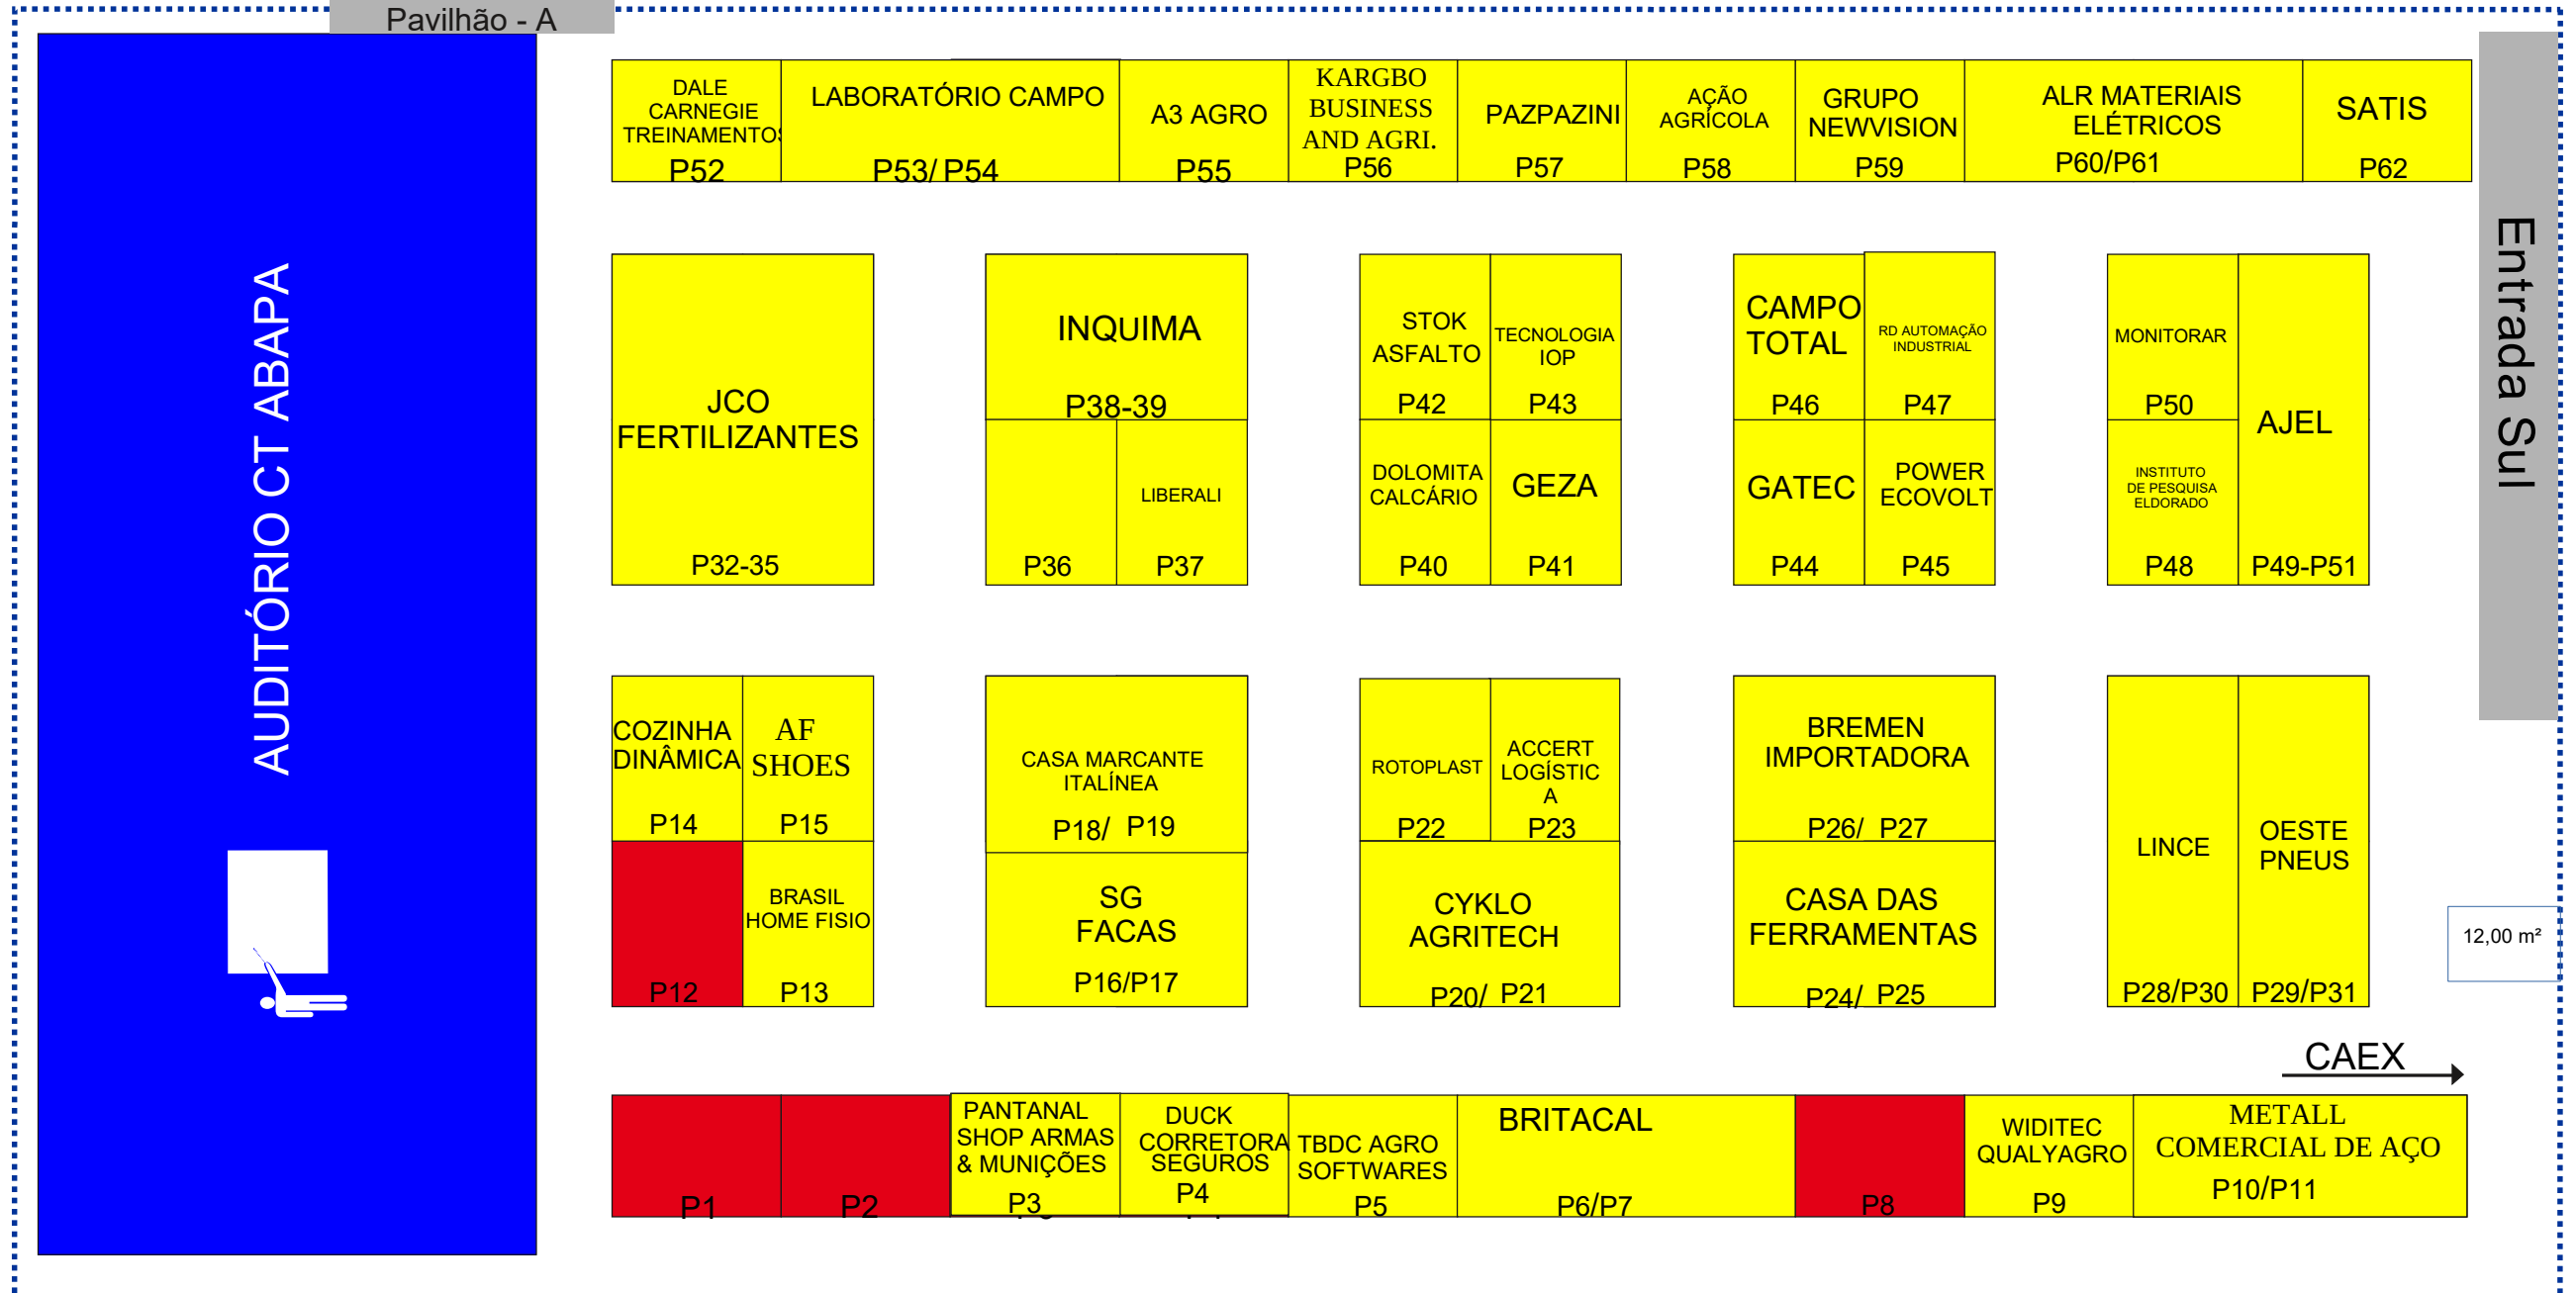 Pavilhão - A
AUDITÓRIO CT ABAPA
Entrada Sul
DALE
CARNEGIE
TREINAMENTOS
P52
LABORATÓRIO CAMPO
P53/ P54
A3 AGRO
P55
KARGBO
BUSINESS
AND AGRI.
P56
PAZPAZINI
P57
AÇÃO
AGRÍCOLA
P58
GRUPO
NEWVISION
P59
ALR MATERIAIS
ELÉTRICOS
P60/P61
SATIS
P62
JCO
FERTILIZANTES
P32-35
INQUIMA
P38-39
P36
LIBERALI
P37
STOK
ASFALTO
P42
TECNOLOGIA
IOP
P43
DOLOMITA
CALCÁRIO
P40
GEZA
P41
CAMPO
TOTAL
P46
RD AUTOMAÇÃO
INDUSTRIAL
P47
GATEC
P44
POWER
ECOVOLT
P45
MONITORAR
P50
INSTITUTO
DE PESQUISA
ELDORADO
P48
AJEL
P49-P51
COZINHA
DINÂMICA
P14
AF
SHOES
P15
P12
BRASIL
HOME FISIO
P13
CASA MARCANTE
ITALÍNEA
P18/ P19
SG
FACAS
P16/P17
ROTOPLAST
P22
ACCERT
LOGÍSTIC
A
P23
CYKLO
AGRITECH
P20/ P21
BREMEN
IMPORTADORA
P26/ P27
CASA DAS
FERRAMENTAS
P24/ P25
LINCE
P28/P30
OESTE
PNEUS
P29/P31
12,00 m²
CAEX
P1
P2
PANTANAL
SHOP ARMAS
& MUNIÇÕES
P3
DUCK
CORRETORA
SEGUROS
P4
TBDC AGRO
SOFTWARES
P5
BRITACAL
P6/P7
P8
WIDITEC
QUALYAGRO
P9
METALL
COMERCIAL DE AÇO
P10/P11